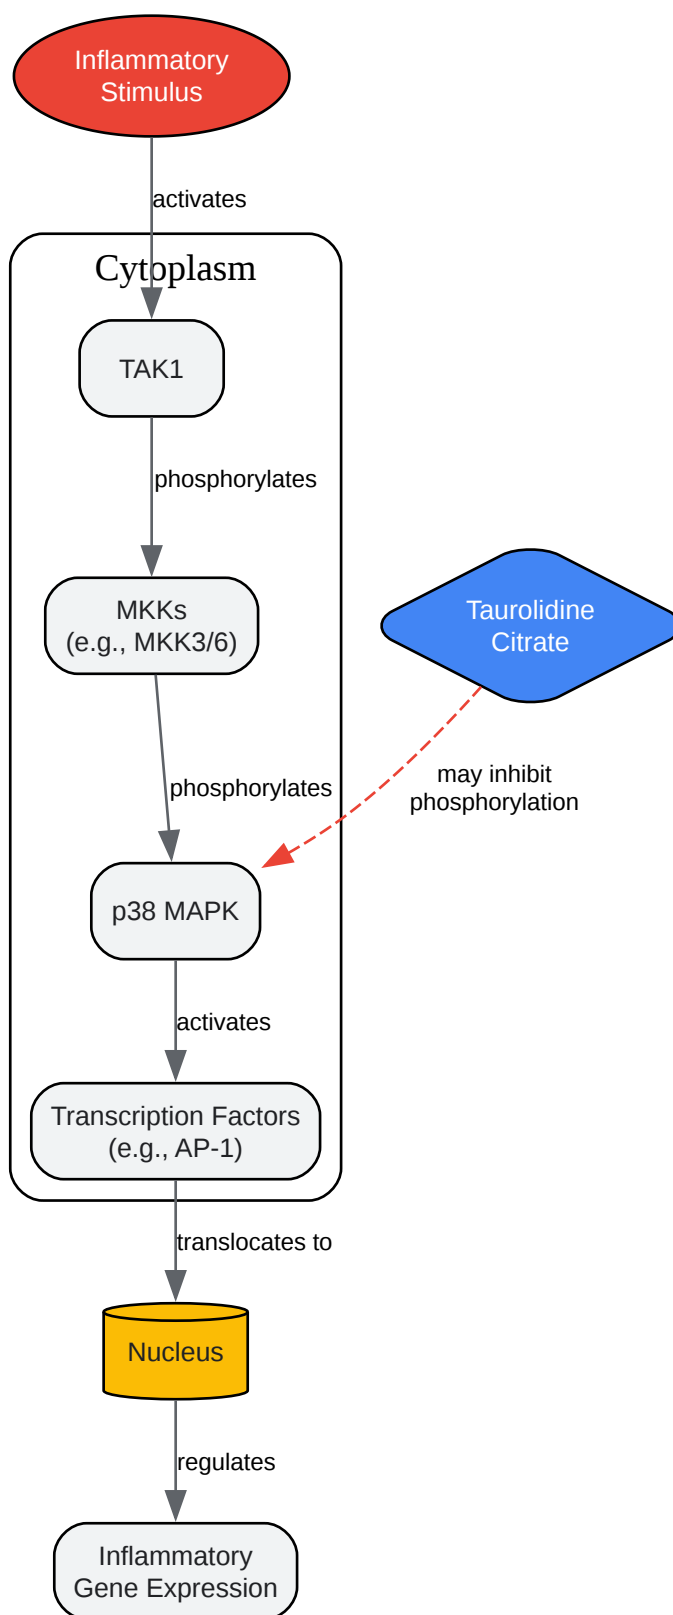 Inflammatory
Stimulus
activates
Cytoplasm
TAK1
phosphorylates
MKKs
(e.g., MKK3/6)
Taurolidine
Citrate
may inhibit
phosphorylation
phosphorylates
p38 MAPK
activates
Transcription Factors
(e.g., AP-1)
translocates to
Nucleus
regulates
Inflammatory
Gene Expression